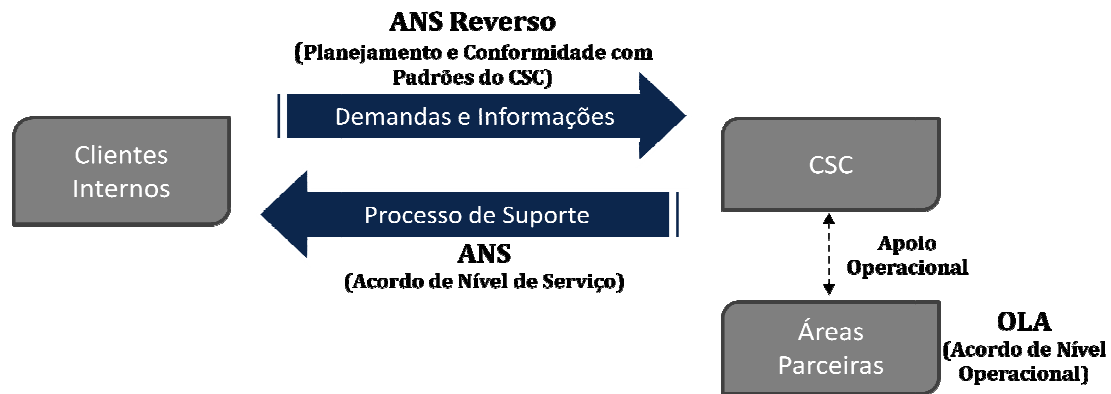 ANS Reverso
(Planejamento e Conformidade com
Padrões do CSC)
Demandas e Informações
Clientes
Internos
CSC
Processo de Suporte
ANS
(Acordo de Nível de Serviço)
Apoio
Operacional
Áreas
Parceiras
OLA
(Acordo de Nível
Operacional)